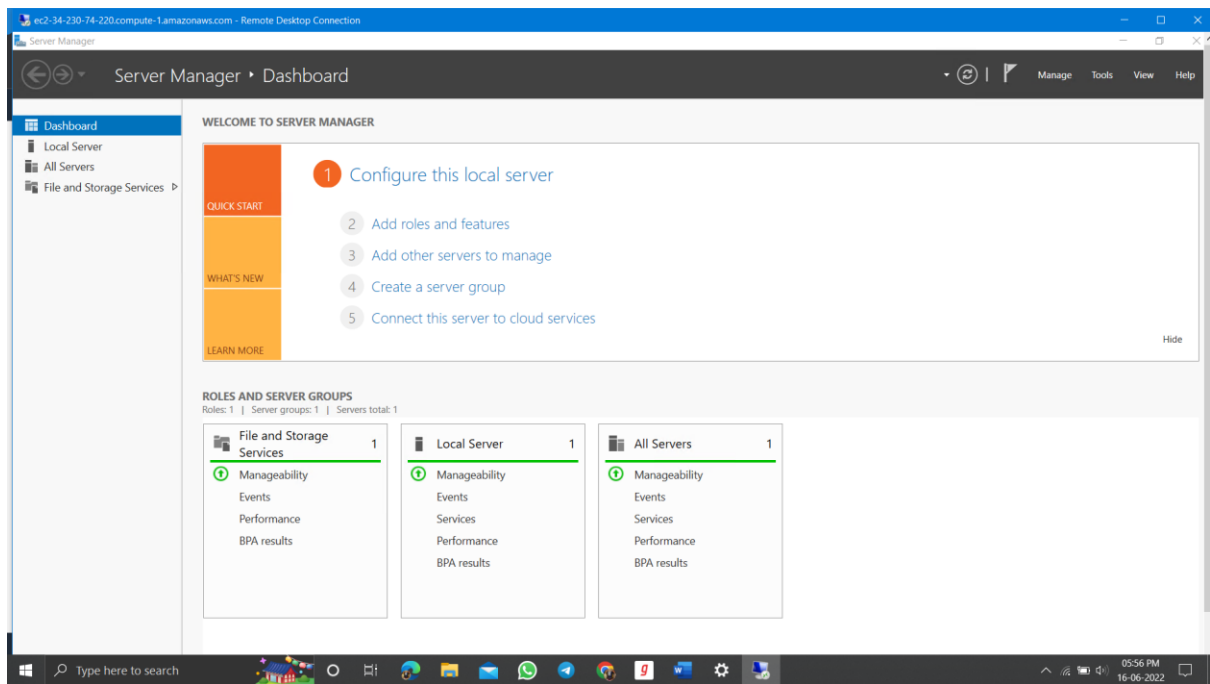 ec2-34-230-74-220.compute-1.amazonaws.com - Remote Desktop Connection
Server Manager
Server Manager • Dashboard
Manage Tools View Help
Dashboard
Local Server
All Servers
File and Storage Services
WELCOME TO SERVER MANAGER
QUICK START
WHAT'S NEW
LEARN MORE
1 Configure this local server
2 Add roles and features
3 Add other servers to manage
4 Create a server group
5 Connect this server to cloud services
Hide
ROLES AND SERVER GROUPS
Roles: 1 | Server groups: 1 | Servers total: 1
File and Storage
Services 1
Manageability
Events
Performance
BPA results
Local Server 1
Manageability
Events
Services
Performance
BPA results
All Servers 1
Manageability
Events
Services
Performance
BPA results
Type here to search
05:56 PM
16-06-2022